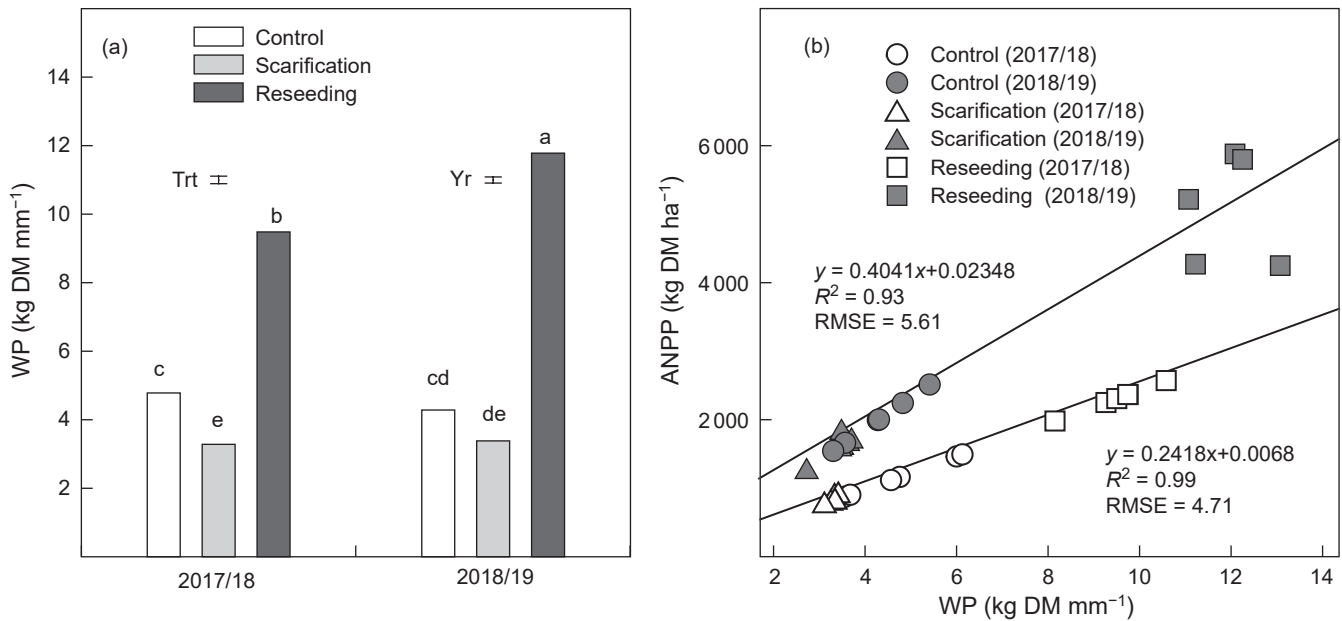 (a)
Control
Scarification
Reseeding
WP (kg DM mm⁻¹)
14
12
10
8
6
4
2
Trt
Yr
c
e
b
cd
de
a
2017/18
2018/19
(b)
Control (2017/18)
Control (2018/19)
Scarification (2017/18)
Scarification (2018/19)
Reseeding (2017/18)
Reseeding (2018/19)
ANPP (kg DM ha⁻¹)
6 000
4 000
2 000
y = 0.4041x+0.02348
R² = 0.93
RMSE = 5.61
y = 0.2418x+0.0068
R² = 0.99
RMSE = 4.71
2
4
6
8
10
12
14
WP (kg DM mm⁻¹)